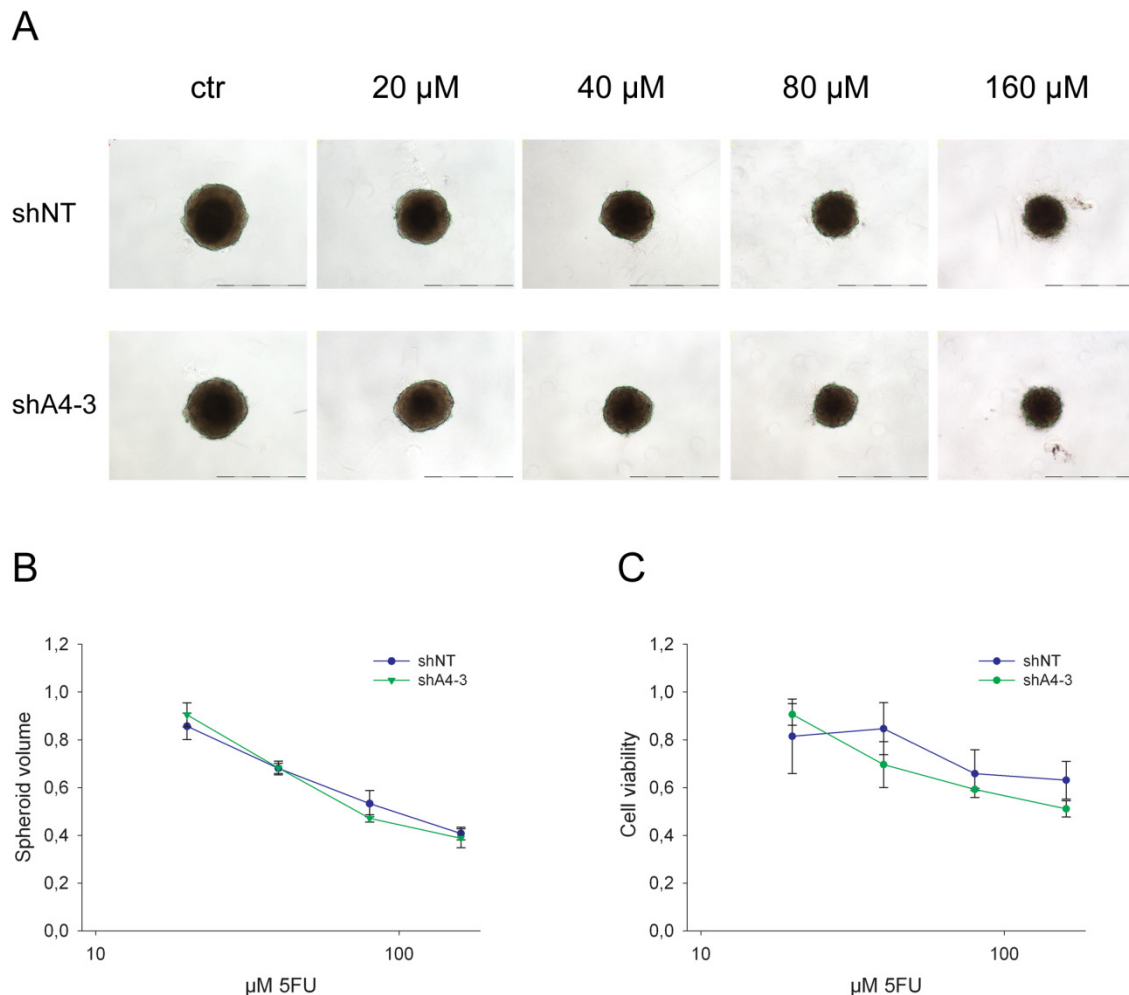 A
ctr 20 µM 40 µM 80 µM 160 µM
shNT
shA4-3
B
1,2
1,0
0,8
0,6
0,4
0,2
0,0
Spheroid volume
shNT
shA4-3
10 100
µM 5FU
C
1,2
1,0
0,8
0,6
0,4
0,2
0,0
Cell viability
shNT
shA4-3
10 100
µM 5FU